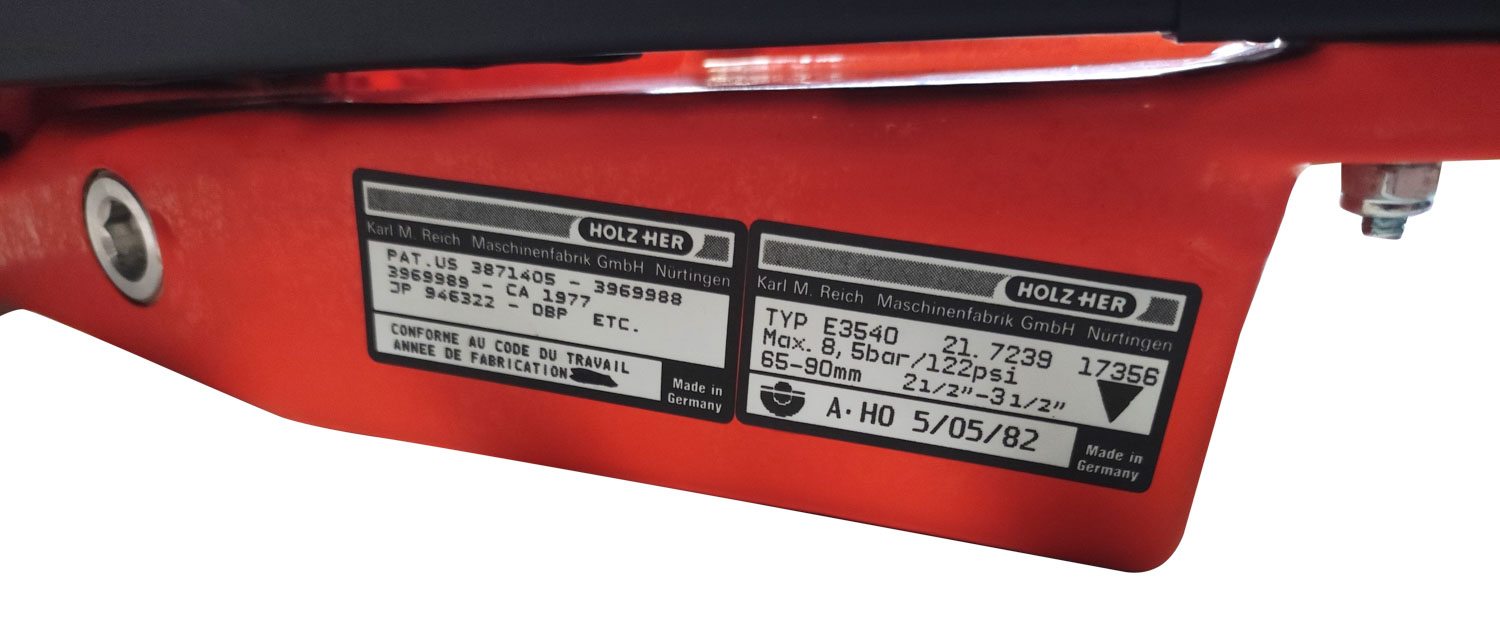 HOLZ-HER
Karl M. Reich Maschinenfabrik GmbH Nürtingen
PAT.US 3871405 - 3969988
3969989 - CA 1977
JP 946322 - DBP ETC.
CONFORME AU CODE DU TRAVAIL
ANNEE DE FABRICATION
Made in
Germany
HOLZ-HER
Karl M. Reich Maschinenfabrik GmbH Nürtingen
TYP E3540 21.7239 17356
Max. 8,5bar/122psi
65-90mm 21/2"-31/2"
A·HO 5/05/82
Made in
Germany